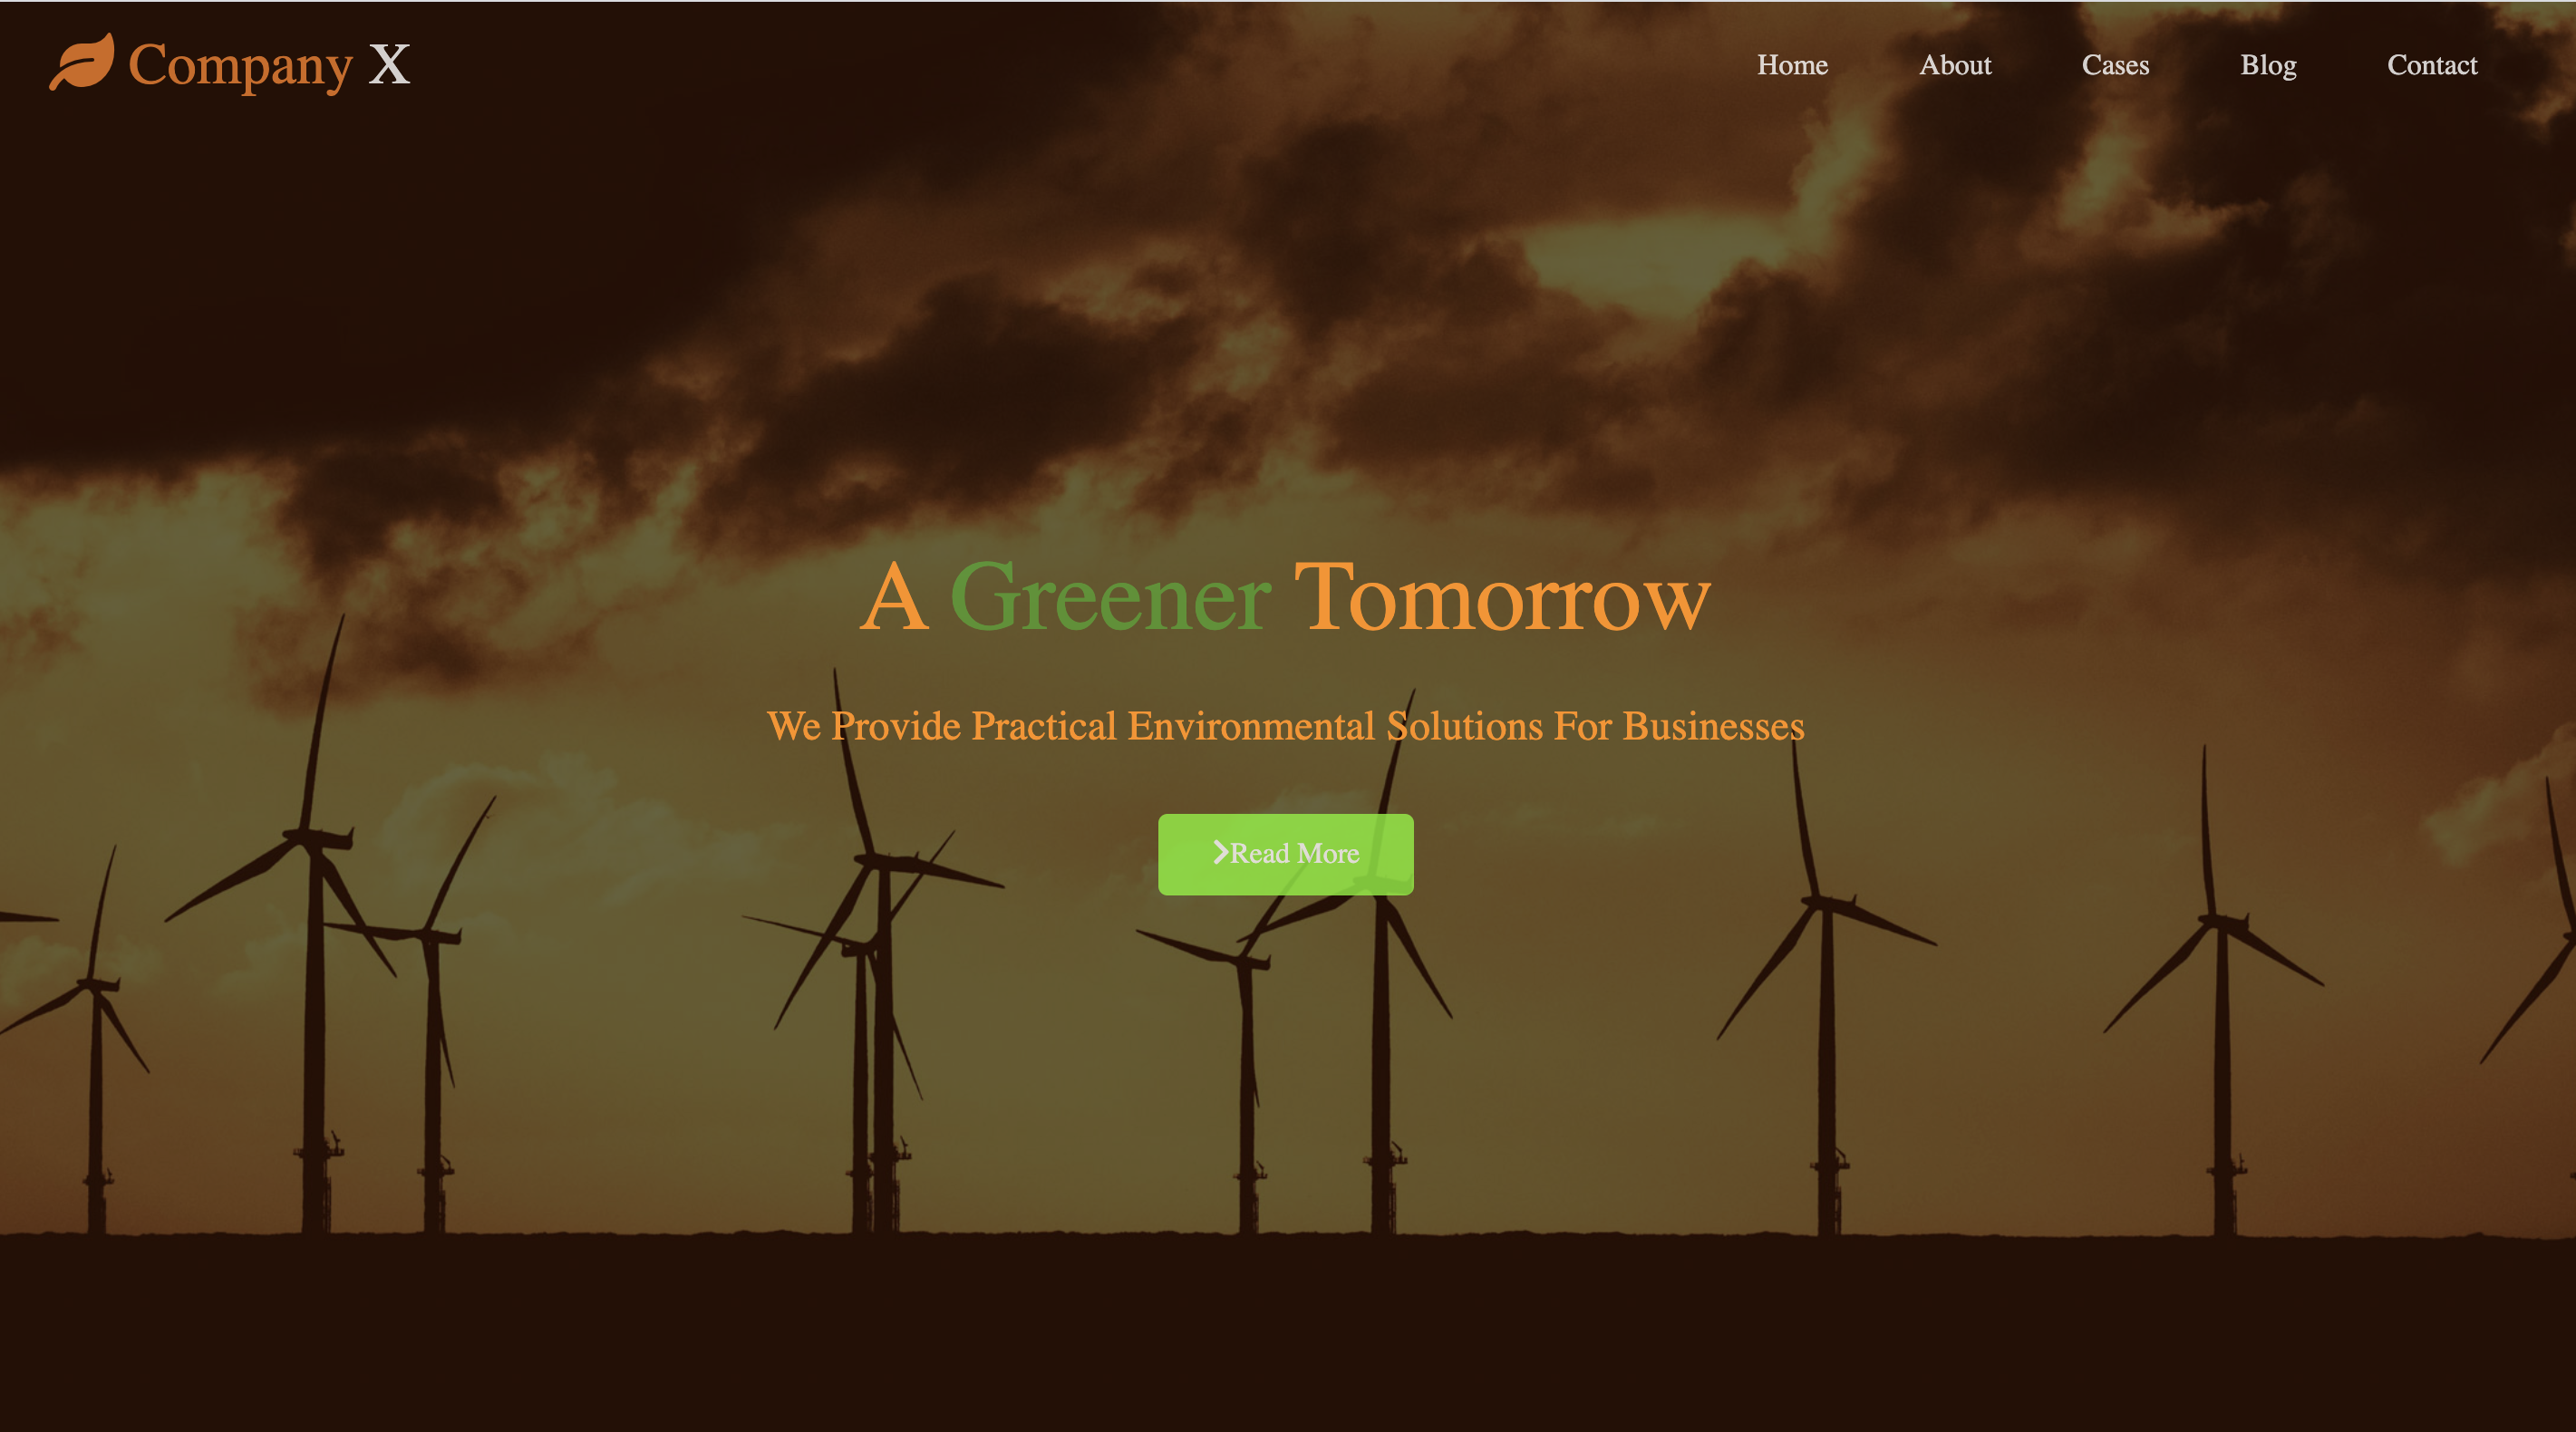 Company X
Home About Cases Blog Contact
A Greener Tomorrow
We Provide Practical Environmental Solutions For Businesses
Read More